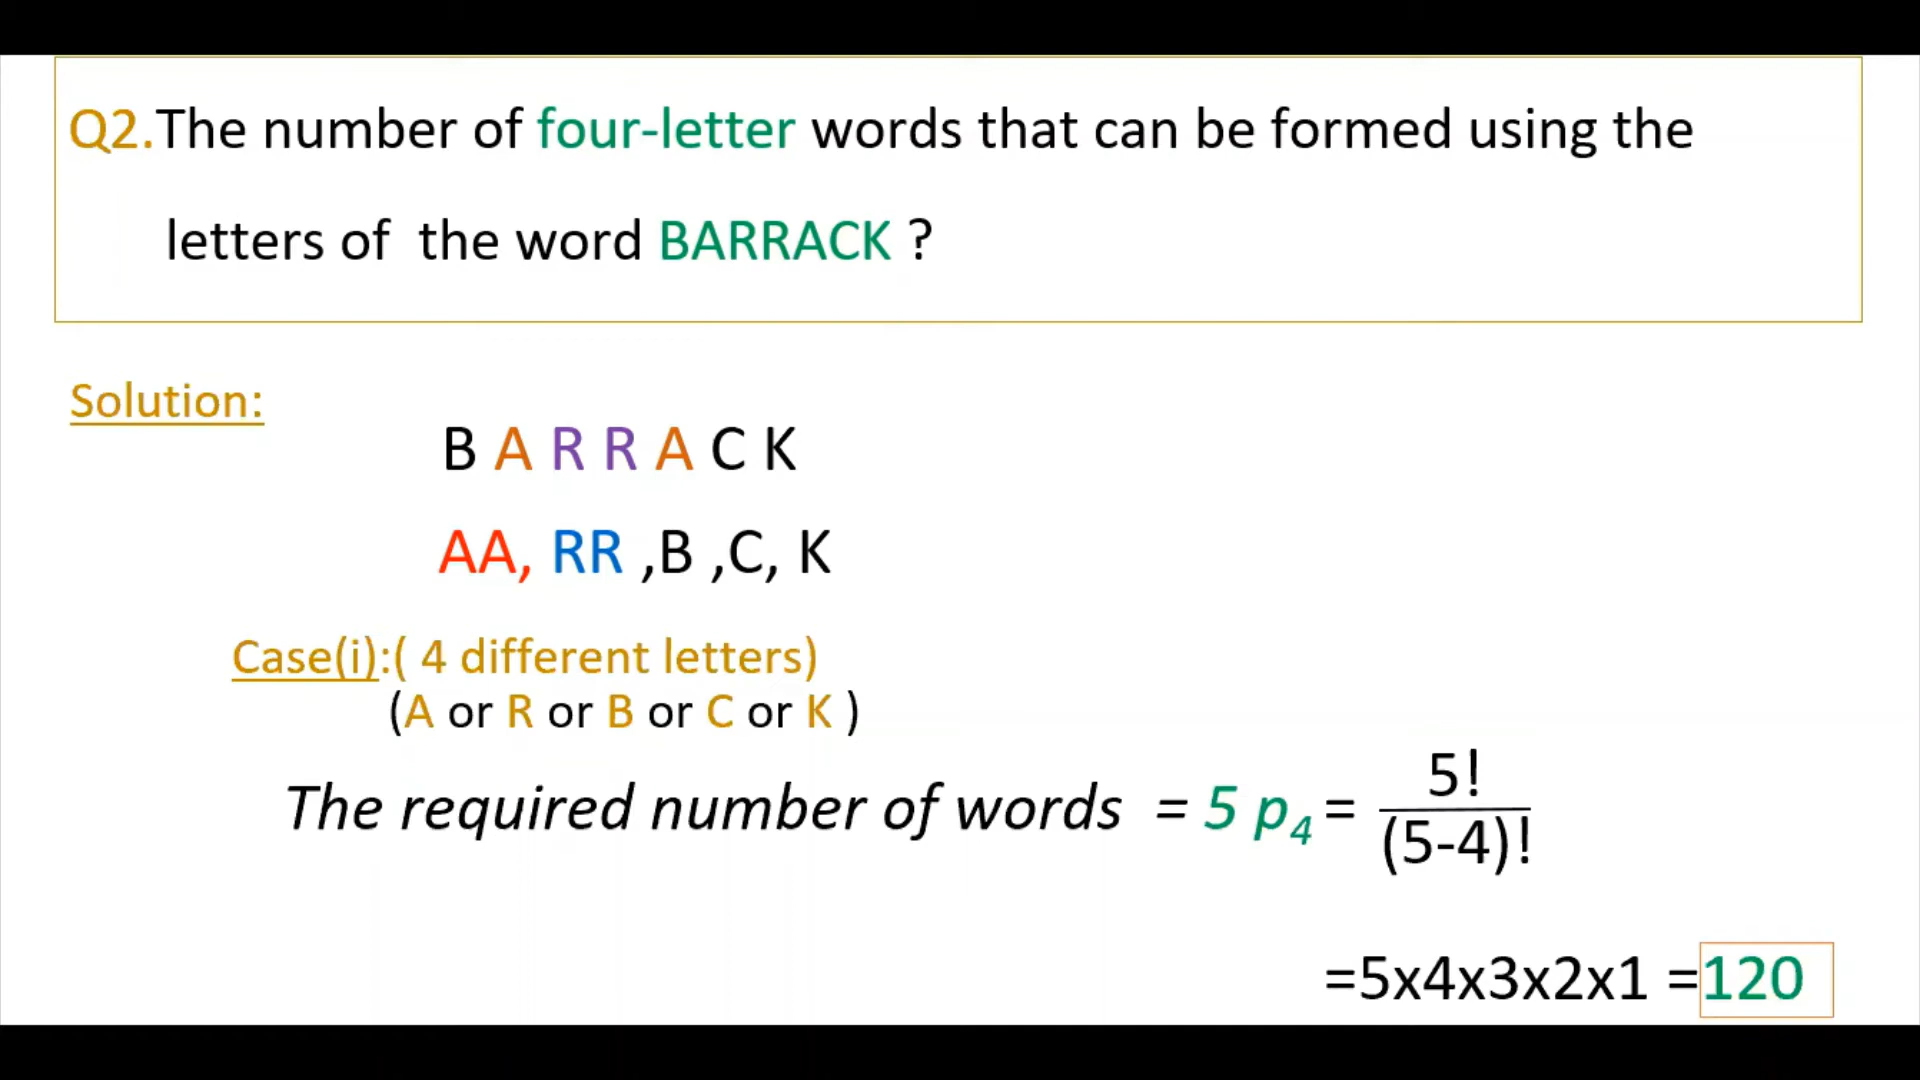 Q2.The number of four-letter words that can be formed using the
letters of the word BARRACK ?
Solution:
B A R R A C K
AA, RR ,B ,C, K
Case(i):( 4 different letters)
(A or R or B or C or K )
The required number of words = 5 p₄ = 5! / (5-4)!
=5x4x3x2x1 =120